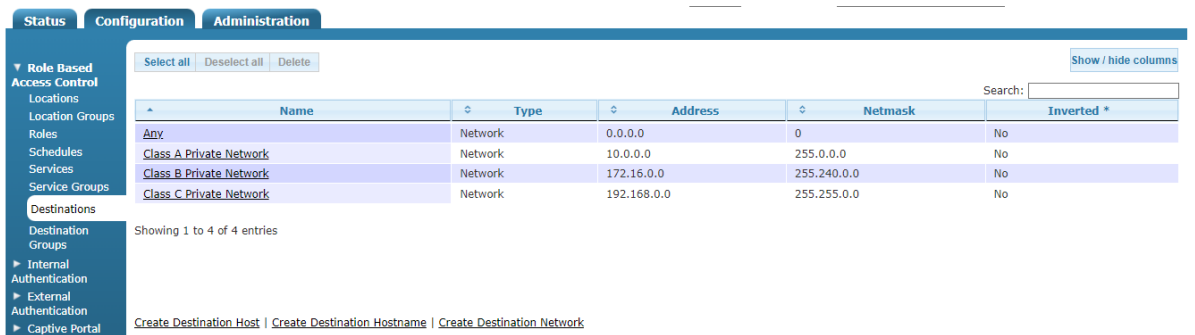 Status Configuration Administration
Role Based
Access Control
Locations
Location Groups
Roles
Schedules
Services
Service Groups
Destinations
Destination
Groups
Internal
Authentication
External
Authentication
Captive Portal
Select all Deselect all Delete
Show / hide columns
Search:
Name Type Address Netmask Inverted *
Any Network 0.0.0.0 0 No
Class A Private Network Network 10.0.0.0 255.0.0.0 No
Class B Private Network Network 172.16.0.0 255.240.0.0 No
Class C Private Network Network 192.168.0.0 255.255.0.0 No
Showing 1 to 4 of 4 entries
Create Destination Host | Create Destination Hostname | Create Destination Network